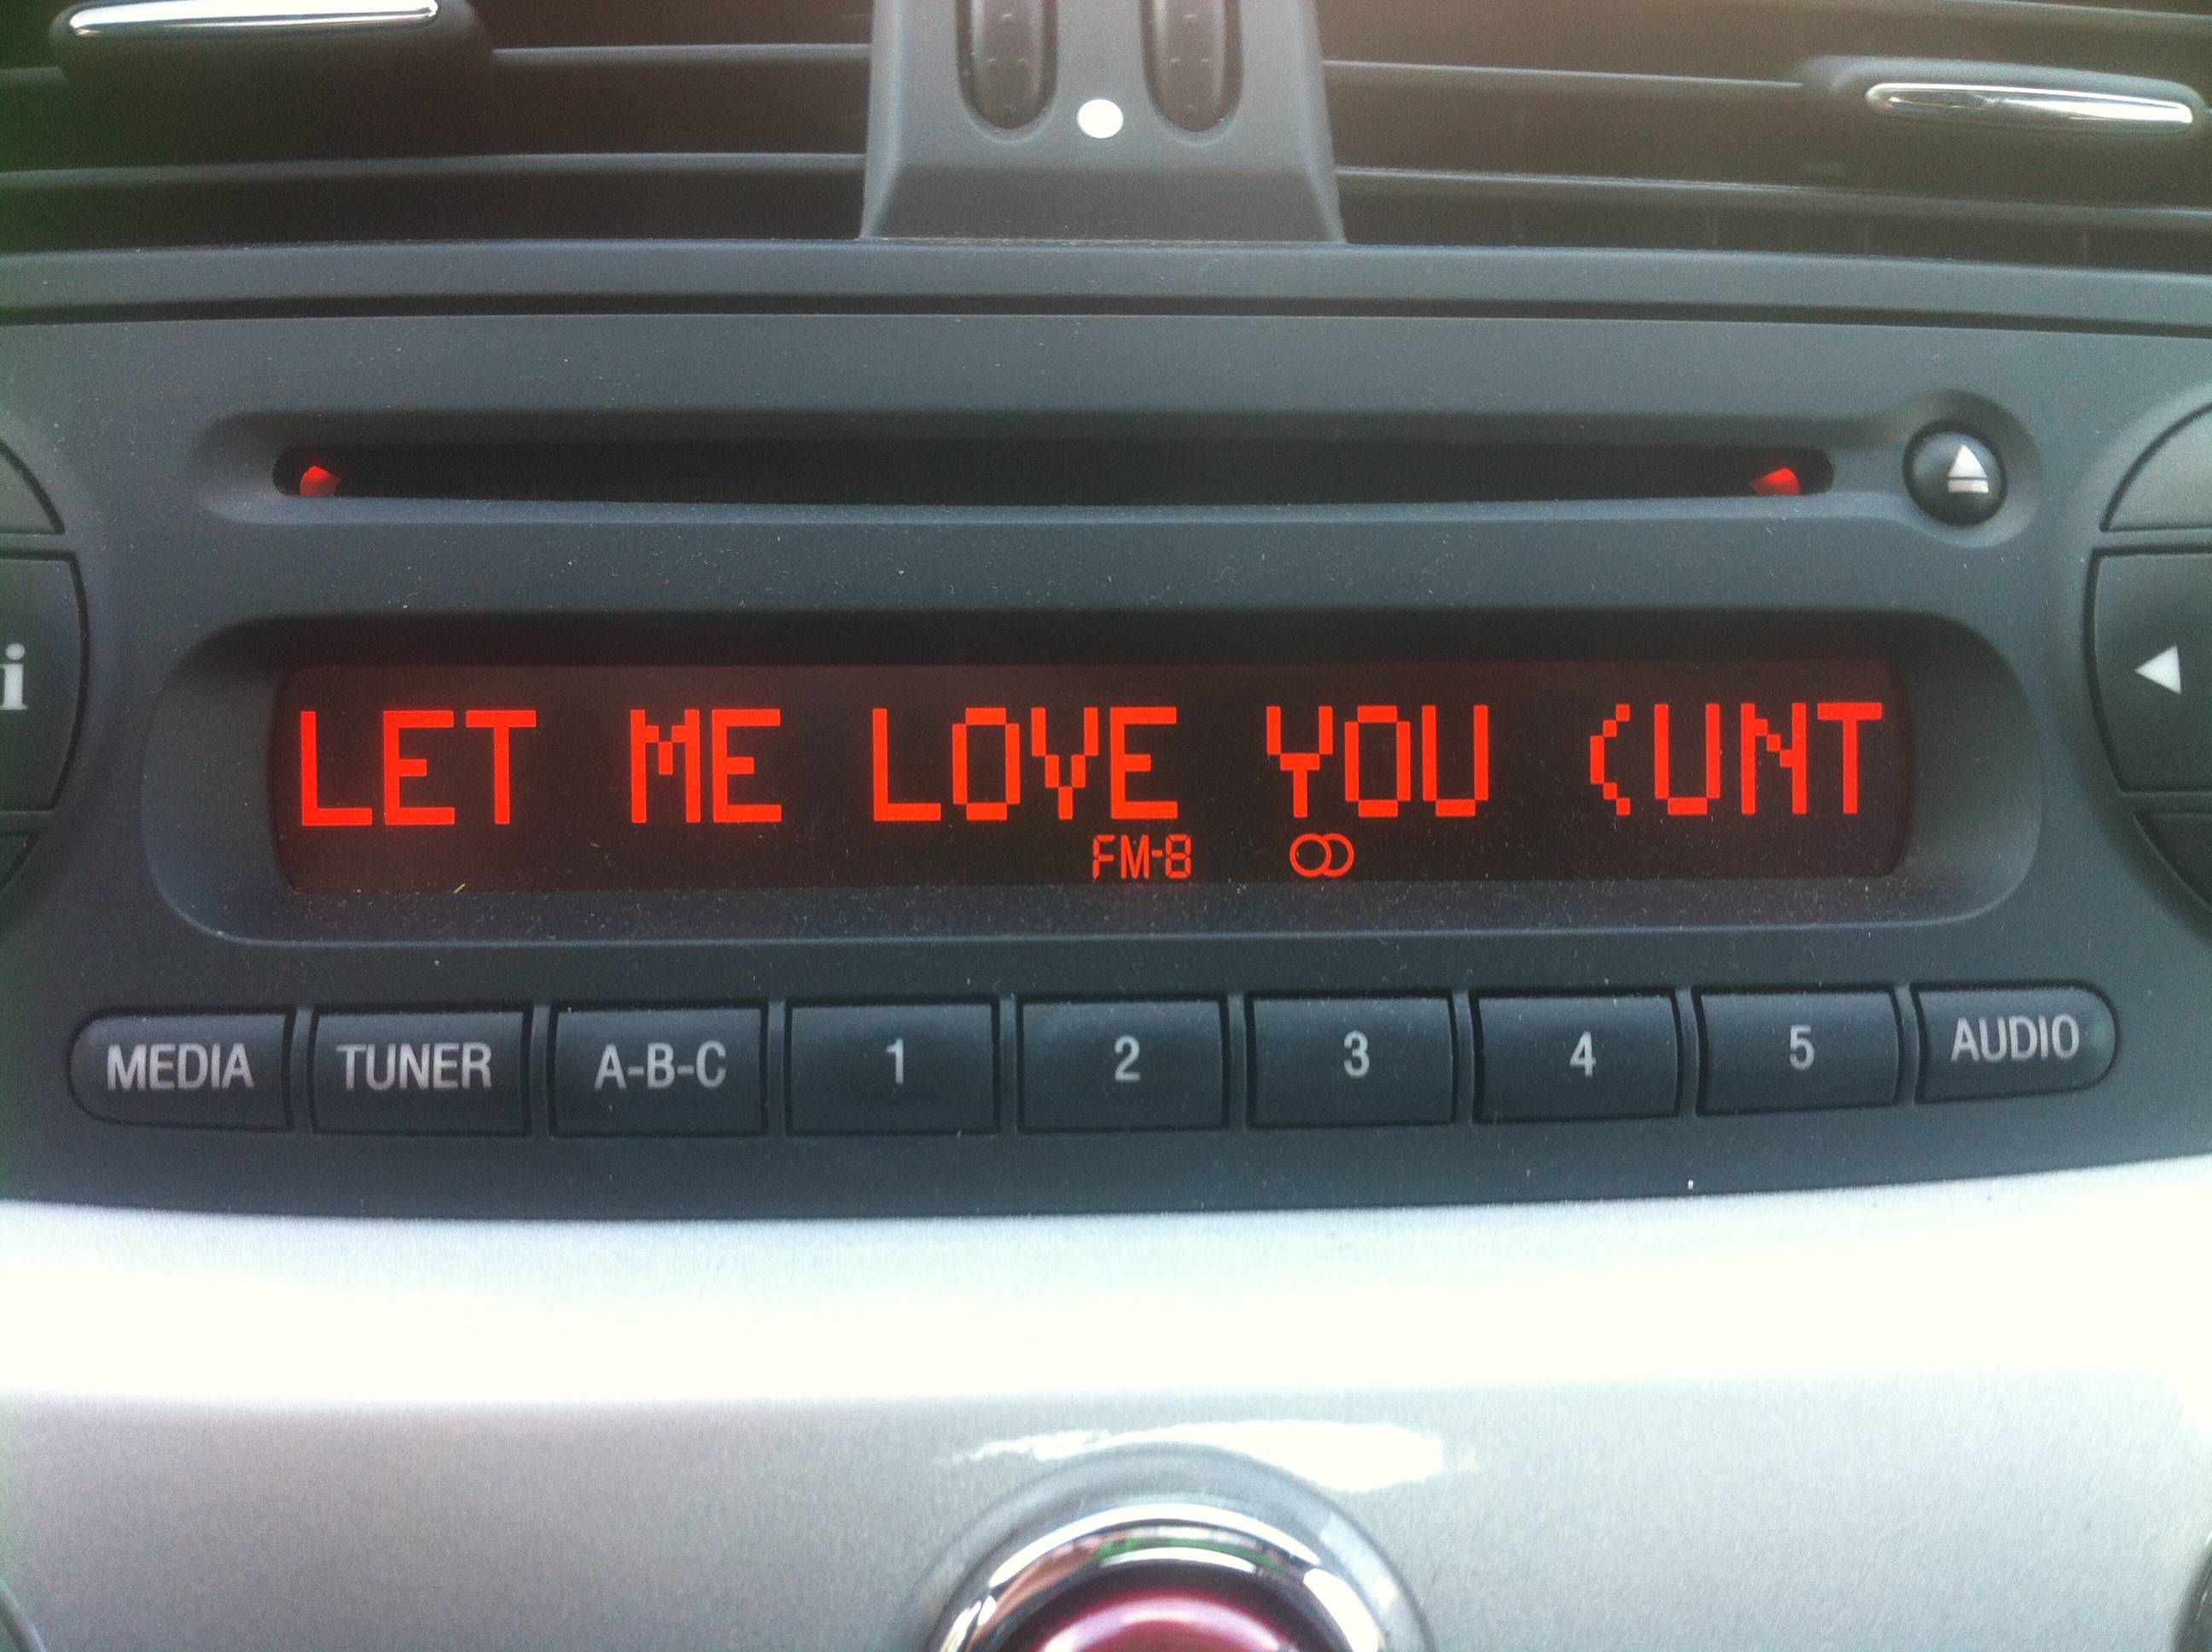 i
LET ME LOVE YOU (UNT
FM-8
MEDIA TUNER A-B-C 1 2 3 4 5 AUDIO